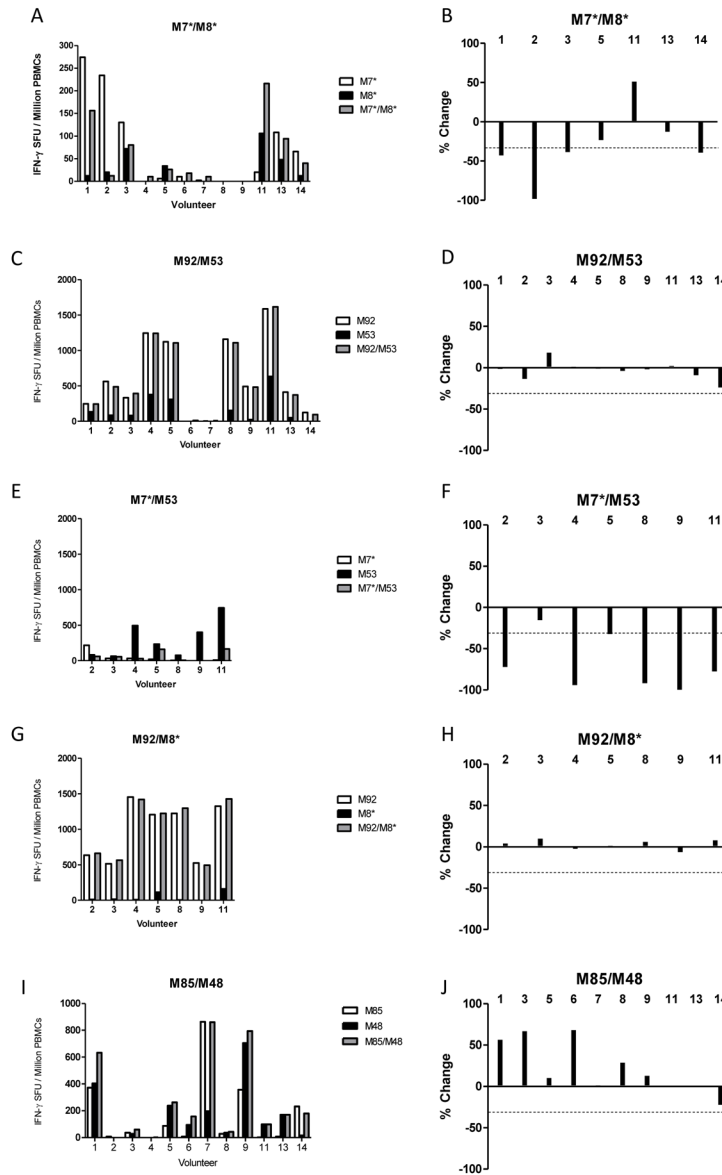 A
M7*/M8*
IFN-γ SFU / Million PBMCs
300
250
200
150
100
50
0
1 2 3 4 5 6 7 8 9 11 13 14
Volunteer
M7*
M8*
M7*/M8*
B
M7*/M8*
1 2 3 5 11 13 14
% Change
100
50
0
-50
-100
C
M92/M53
IFN-γ SFU / Million PBMCs
2000
1500
1000
500
0
1 2 3 4 5 6 7 8 9 11 13 14
Volunteer
M92
M53
M92/M53
D
M92/M53
1 2 3 4 5 8 9 11 13 14
% Change
100
50
0
-50
-100
E
M7*/M53
IFN-γ SFU / Million PBMCs
2000
1500
1000
500
0
2 3 4 5 8 9 11
Volunteer
M7*
M53
M7*/M53
F
M7*/M53
2 3 4 5 8 9 11
% Change
100
50
0
-50
-100
G
M92/M8*
IFN-γ SFU / Million PBMCs
2000
1500
1000
500
0
2 3 4 5 8 9 11
Volunteer
M92
M8*
M92/M8*
H
M92/M8*
2 3 4 5 8 9 11
% Change
100
50
0
-50
-100
I
M85/M48
IFN-γ SFU / Million PBMCs
1000
800
600
400
200
0
1 2 3 4 5 6 7 8 9 11 13 14
Volunteer
M85
M48
M85/M48
J
M85/M48
1 3 5 6 7 8 9 11 13 14
% Change
100
50
0
-50
-100